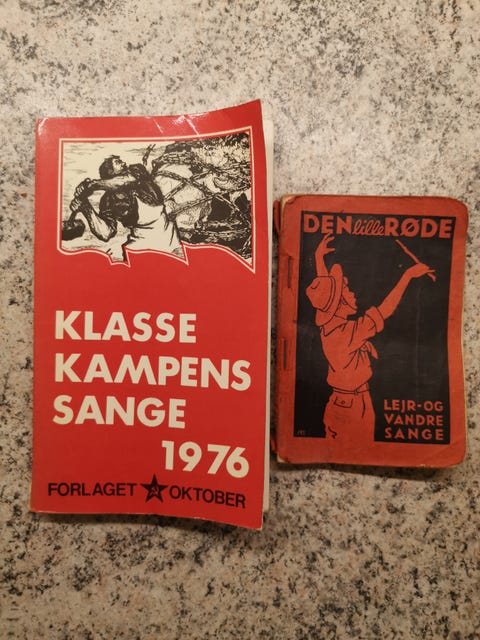 KLASSE
KAMPENS
SANGE
1976
FORLAGET OKTOBER
DEN lille RØDE
LEJR-OG
VANDRE
SANGE